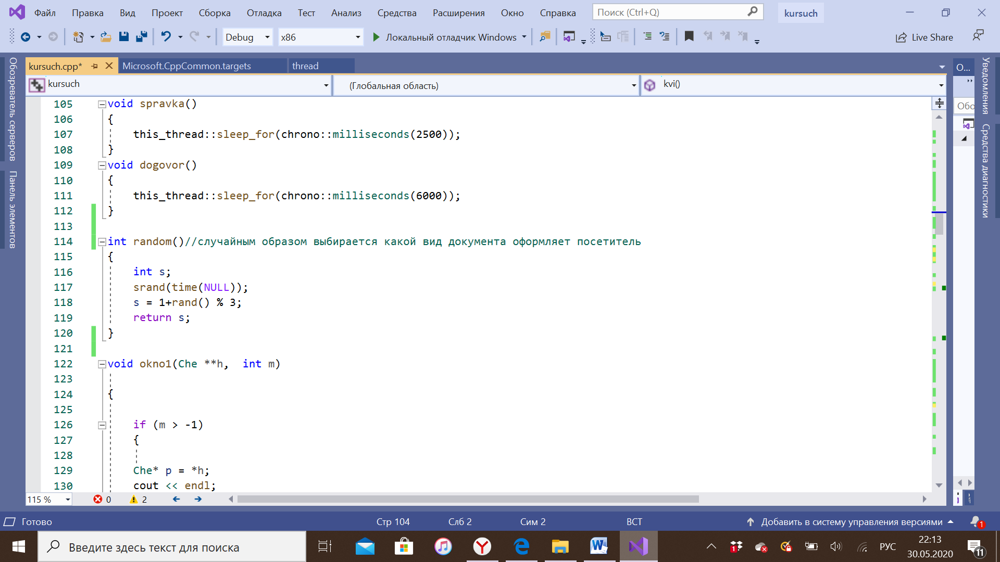 Файл Правка Вид Проект Сборка Отладка Тест Анализ Средства Расширения Окно Справка Поиск (Ctrl+Q) kursuch
Debug x86 Локальный отладчик Windows Live Share
Обозреватель серверов
Панель элементов
kursuch.cpp* Microsoft.CppCommon.targets thread
kursuch (Глобальная область) kvi()
105 void spravka()
106 {
107 this_thread::sleep_for(chrono::milliseconds(2500));
108 }
109 void dogovor()
110 {
111 this_thread::sleep_for(chrono::milliseconds(6000));
112 }
113
114 int random()//случайным образом выбирается какой вид документа оформляет посетитель
115 {
116 int s;
117 srand(time(NULL));
118 s = 1+rand() % 3;
119 return s;
120 }
121
122 void okno1(Che **h, int m)
123
124 {
125
126 if (m > -1)
127 {
128
129 Che* p = *h;
130 cout << endl;
115 % 0 2
О...
Обо
Уведомления
Средства диагностики
Готово Стр 104 Слб 2 Сим 2 ВСТ Добавить в систему управления версиями 1
Введите здесь текст для поиска
1 РУС 22:13
30.05.2020
11